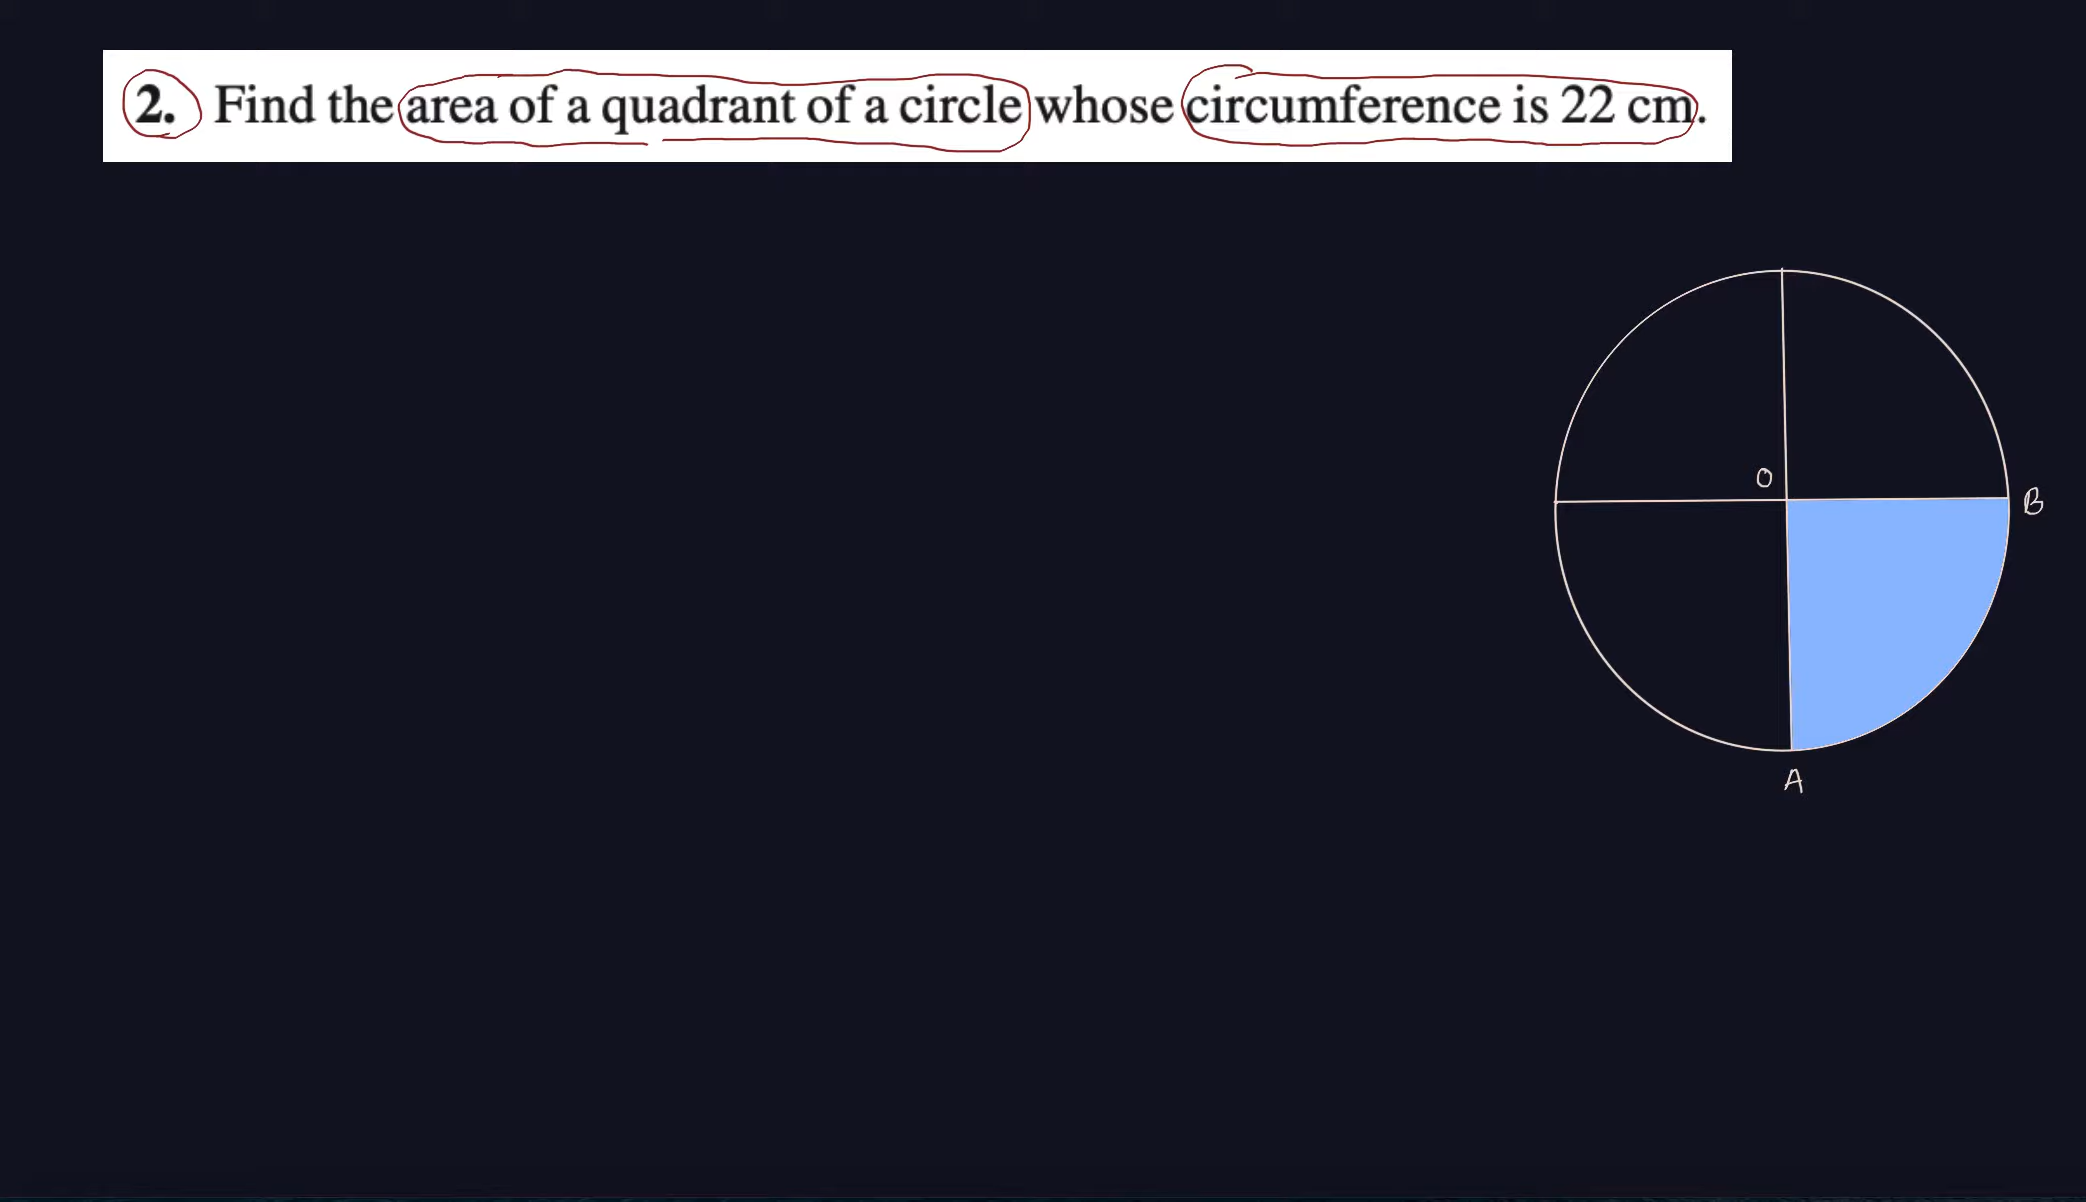 2. Find the area of a quadrant of a circle whose circumference is 22 cm.
O
B
A